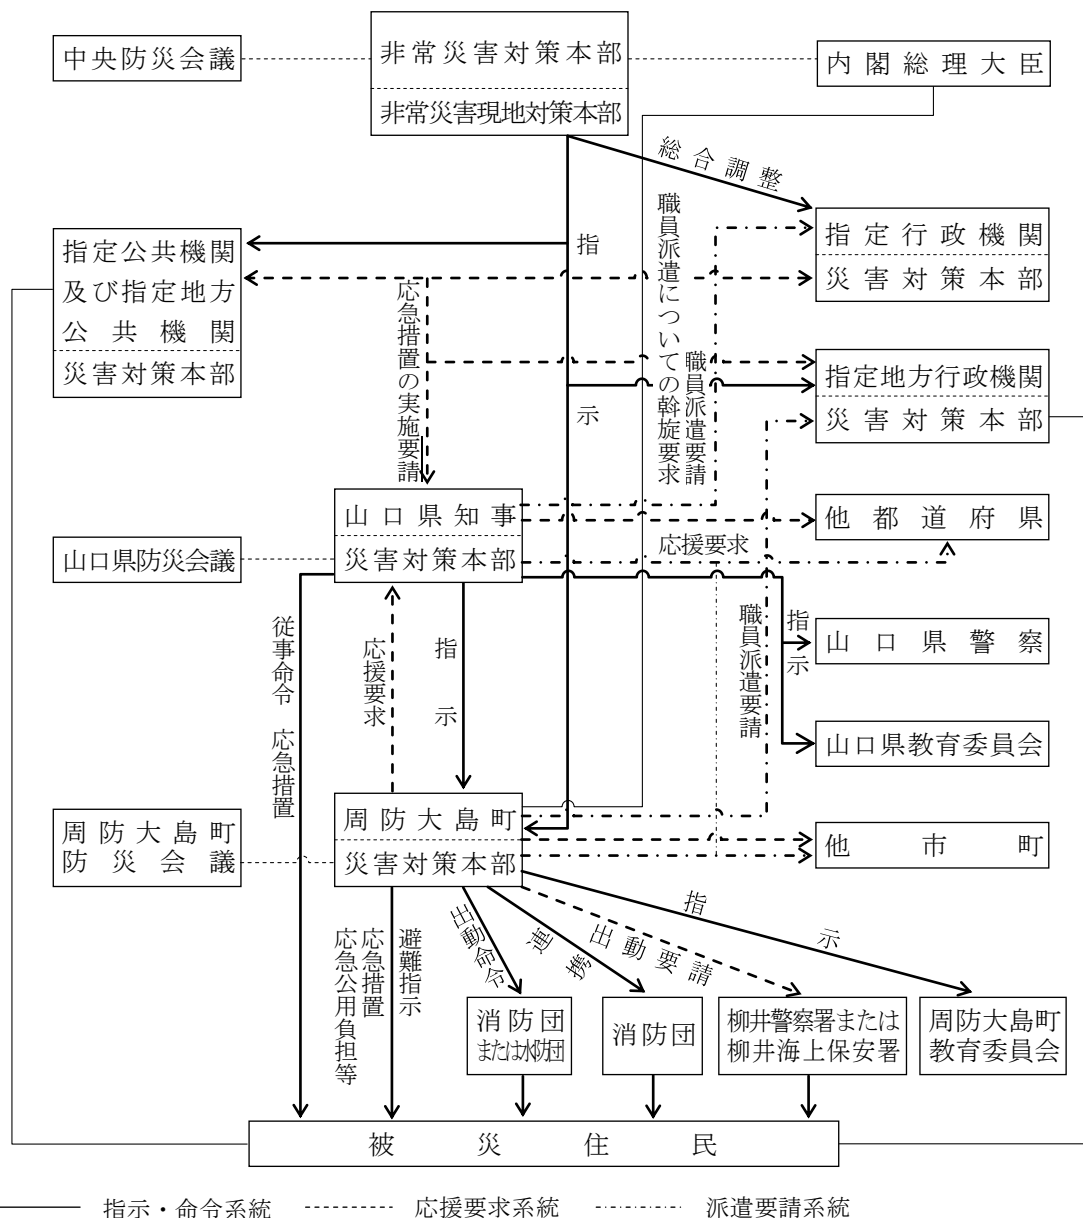 中央防災会議
非常災害対策本部
非常災害現地対策本部
内閣総理大臣
総合調整
指定公共機関
及び指定地方
公共機関
災害対策本部
指示
応急措置の実施要請
職員派遣についての斡旋要求
職員派遣要請
指定行政機関
災害対策本部
指定地方行政機関
災害対策本部
山口県知事
災害対策本部
山口県防災会議
他都道府県
応援要求
従事命令 応急措置
応援要求
指示
職員派遣要請
指示
山口県警察
山口県教育委員会
周防大島町
防災会議
周防大島町
災害対策本部
他市町
避難指示
応急措置
応急公用負担等
出動命令
連携
出動要請
指示
消防団
または水防団
消防団
柳井警察署または
柳井海上保安署
周防大島町
教育委員会
被災住民
指示・命令系統
応援要求系統
派遣要請系統